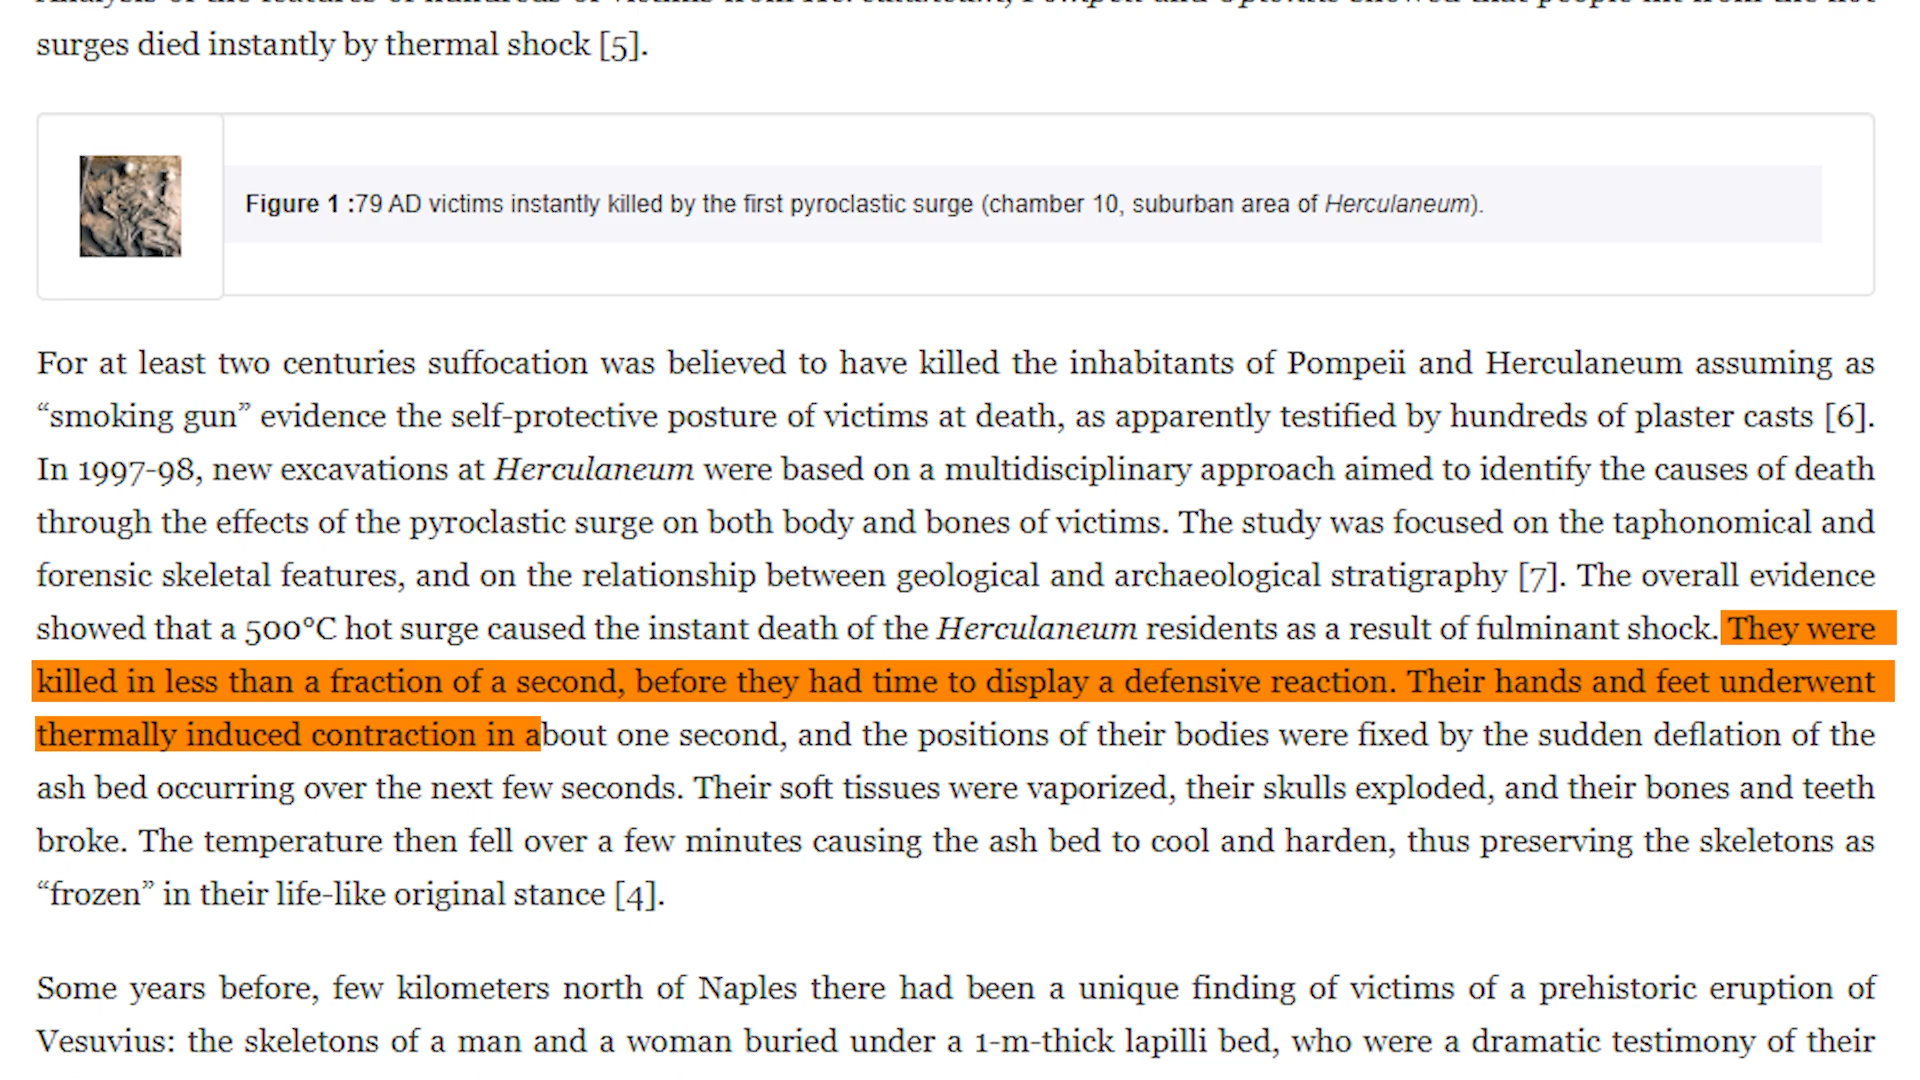 surges died instantly by thermal shock [5].
Figure 1 :79 AD victims instantly killed by the first pyroclastic surge (chamber 10, suburban area of Herculaneum).
For at least two centuries suffocation was believed to have killed the inhabitants of Pompeii and Herculaneum assuming as
“smoking gun” evidence the self-protective posture of victims at death, as apparently testified by hundreds of plaster casts [6].
In 1997-98, new excavations at Herculaneum were based on a multidisciplinary approach aimed to identify the causes of death
through the effects of the pyroclastic surge on both body and bones of victims. The study was focused on the taphonomical and
forensic skeletal features, and on the relationship between geological and archaeological stratigraphy [7]. The overall evidence
showed that a 500°C hot surge caused the instant death of the Herculaneum residents as a result of fulminant shock. They were
killed in less than a fraction of a second, before they had time to display a defensive reaction. Their hands and feet underwent
thermally induced contraction in about one second, and the positions of their bodies were fixed by the sudden deflation of the
ash bed occurring over the next few seconds. Their soft tissues were vaporized, their skulls exploded, and their bones and teeth
broke. The temperature then fell over a few minutes causing the ash bed to cool and harden, thus preserving the skeletons as
“frozen” in their life-like original stance [4].
Some years before, few kilometers north of Naples there had been a unique finding of victims of a prehistoric eruption of
Vesuvius: the skeletons of a man and a woman buried under a 1-m-thick lapilli bed, who were a dramatic testimony of their